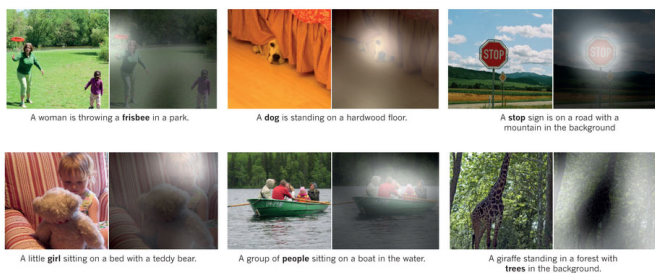 STOP
STOP
A woman is throwing a frisbee in a park.
A dog is standing on a hardwood floor.
A stop sign is on a road with a
mountain in the background
A little girl sitting on a bed with a teddy bear.
A group of people sitting on a boat in the water.
A giraffe standing in a forest with
trees in the background.